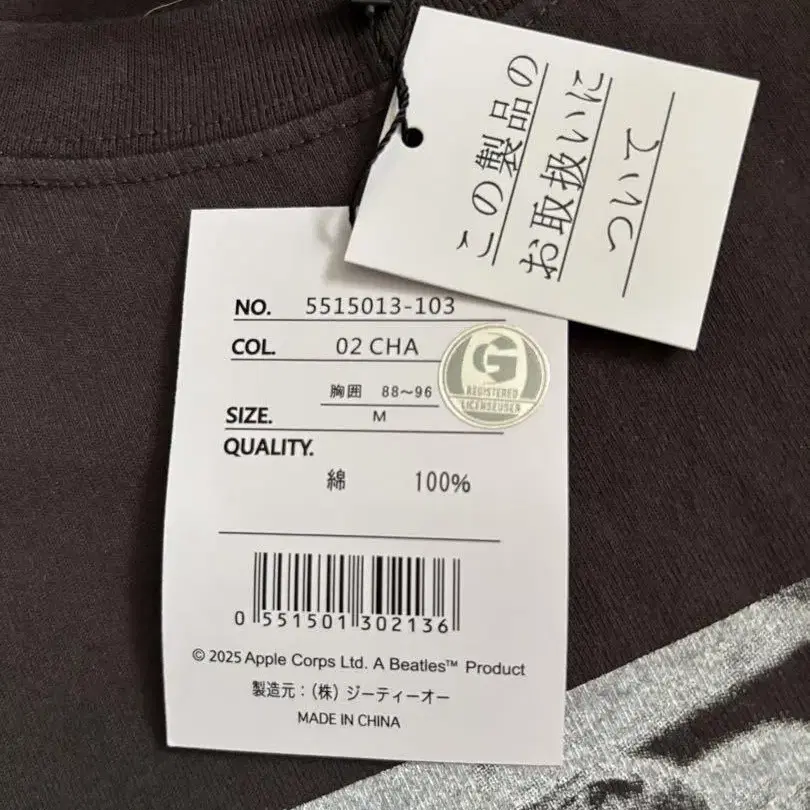 この製品の
お取扱いに
ついて
NO. 5515013-103
COL. 02 CHA
胸囲 88～96
SIZE. M
QUALITY.
綿 100%
G
REGISTERED
LICENSEUSER
0 551501 302136
© 2025 Apple Corps Ltd. A Beatles™ Product
製造元：（株）ジーティーオー
MADE IN CHINA